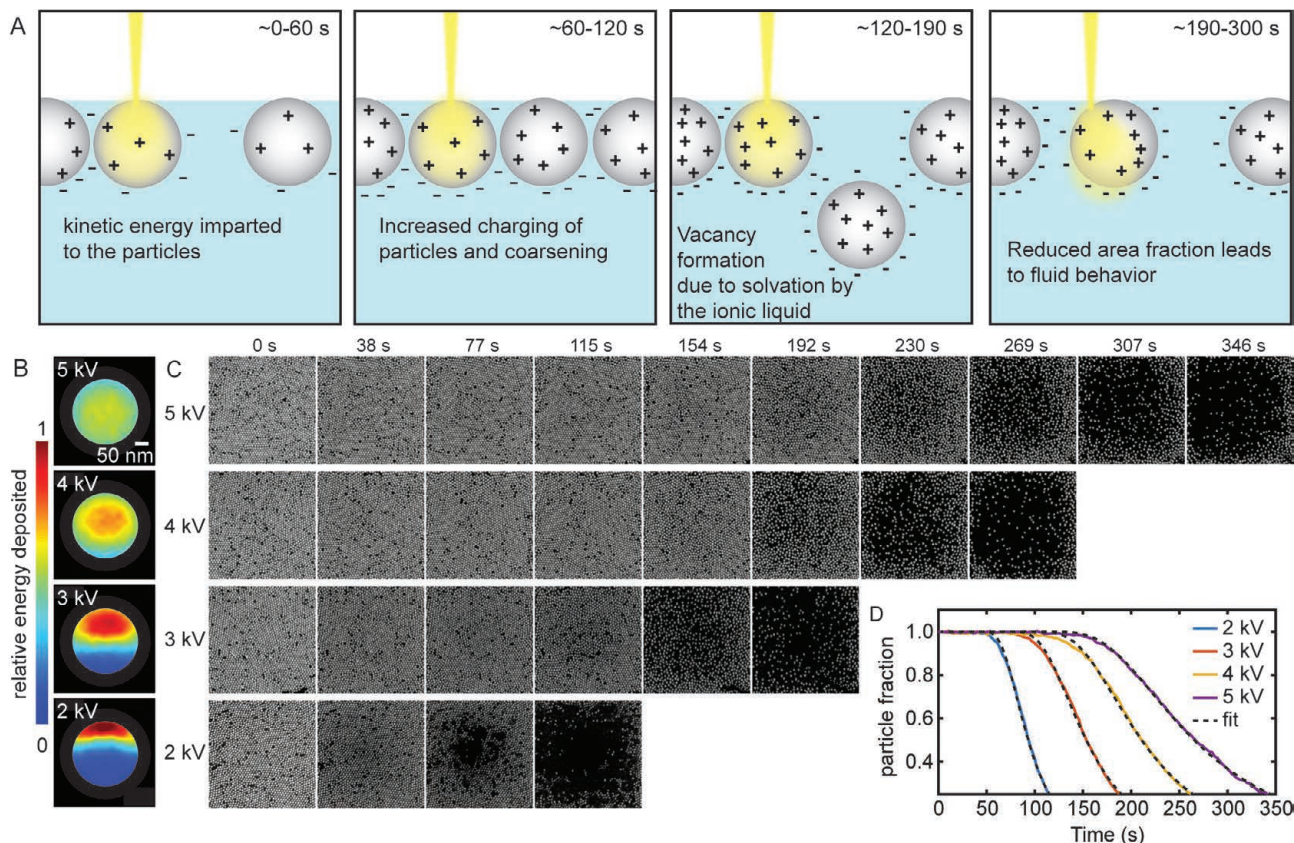 A
~0-60 s
~60-120 s
~120-190 s
~190-300 s
kinetic energy imparted
to the particles
Increased charging of
particles and coarsening
Vacancy
formation
due to solvation by
the ionic liquid
Reduced area fraction leads
to fluid behavior
B
5 kV
50 nm
4 kV
3 kV
2 kV
relative energy deposited
1
0
C
0 s
38 s
77 s
115 s
154 s
192 s
230 s
269 s
307 s
346 s
5 kV
4 kV
3 kV
2 kV
D
1.0
0.8
0.6
0.4
particle fraction
2 kV
3 kV
4 kV
5 kV
fit
0
50
100
150
200
250
300
350
Time (s)